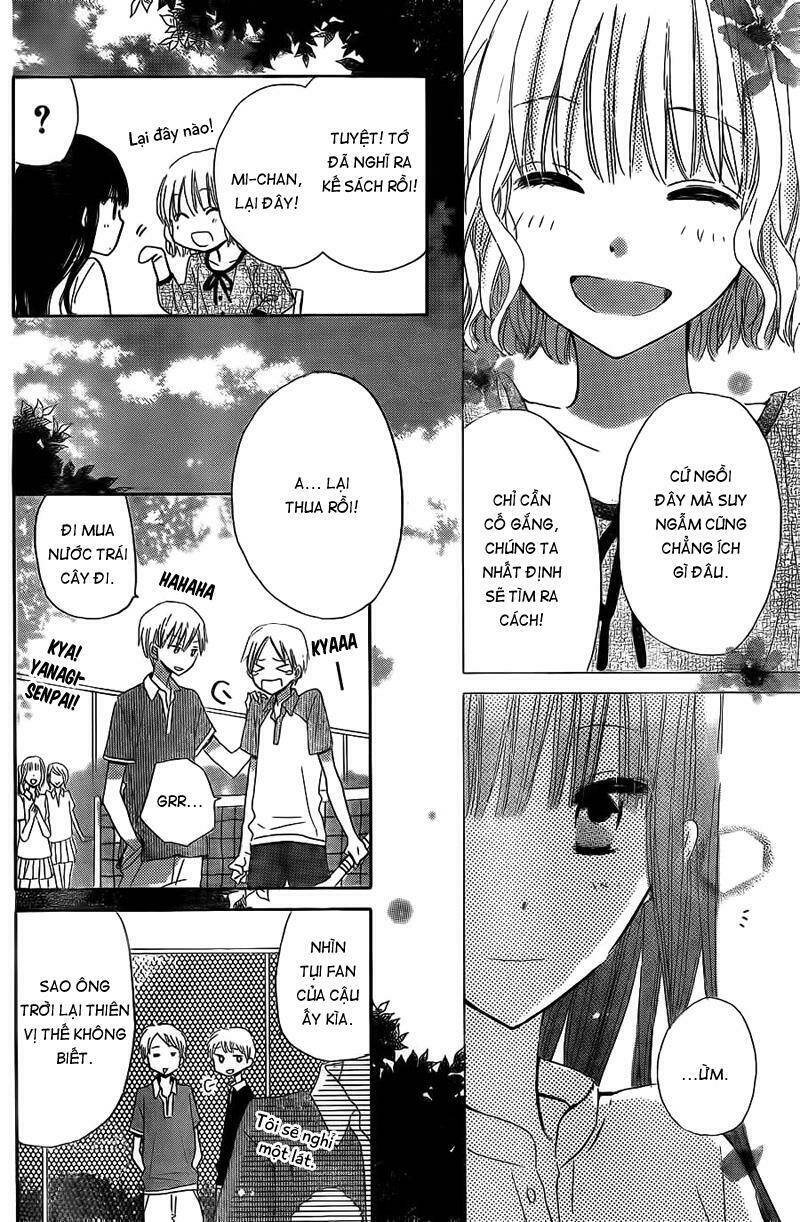 CỨ NGỒI
ĐÂY MÀ SUY
NGẪM CŨNG
CHẲNG ÍCH
GÌ ĐÂU.
CHỈ CẦN
CỐ GẮNG,
CHÚNG TA
NHẤT ĐỊNH
SẼ TÌM RA
CÁCH!
...ỪM.
TUYỆT! TỚ
ĐÃ NGHĨ RA
KẾ SÁCH RỒI!
MI-CHAN,
LẠI ĐÂY!
Lại đây nào!
?
A... LẠI
THUA RỒI!
ĐI MUA
NƯỚC TRÁI
CÂY ĐI.
HAHAHA
KYAAA
KYA!
YANAGI-
SENPAI!
GRR...
NHÌN
TỤI FAN
CỦA CẬU
ẤY KÌA.
SAO ÔNG
TRỜI LẠI THIÊN
VỊ THẾ KHÔNG
BIẾT.
Tôi sẽ nghỉ
một lát.